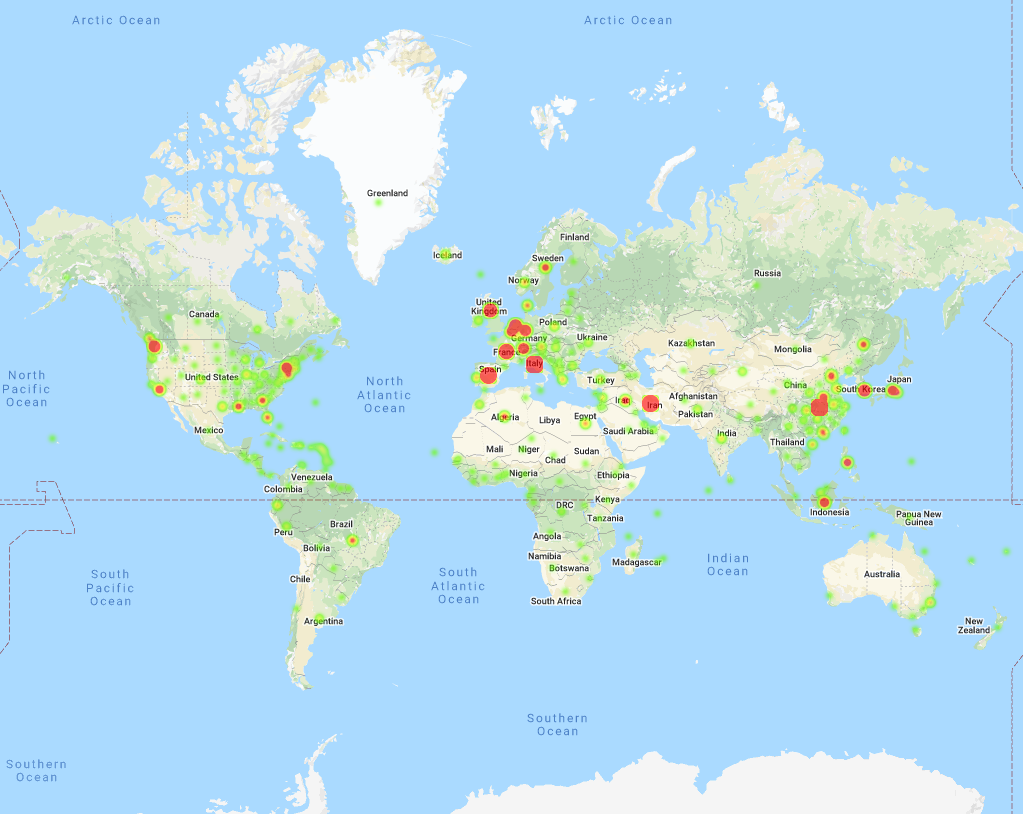 Arctic Ocean
Arctic Ocean
Greenland
Finland
Iceland
Sweden
Russia
Norway
United
Kingdom
Canada
Poland
Ukraine
Germany
Kazakhstan
France
Mongolia
Italy
North
Pacific
Ocean
United States
North
Atlantic
Ocean
Spain
Turkey
China
South Korea
Japan
Afghanistan
Iraq
Iran
Pakistan
Algeria
Libya
Egypt
Mexico
Saudi Arabia
India
Thailand
Mali
Niger
Sudan
Chad
Venezuela
Nigeria
Ethiopia
Colombia
Kenya
DRC
Indonesia
Papua New
Guinea
Tanzania
Peru
Brazil
Angola
Bolivia
Namibia
Botswana
Madagascar
Indian
Ocean
South
Pacific
Ocean
Chile
South
Atlantic
Ocean
Australia
South Africa
Argentina
New
Zealand
Southern
Ocean
Southern
Ocean